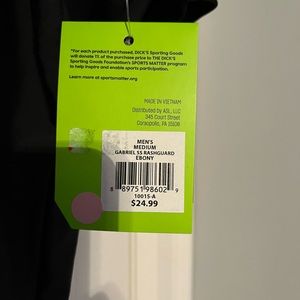 *For each product purchased, DICK'S Sporting Goods
will donate 1% of the purchase price to THE DICK'S
Sporting Goods Foundation's SPORTS MATTER program
to help inspire and enable sports participation.
Learn more at sportsmatter.org
MADE IN VIETNAM
Distributed by ASL, LLC
345 Court Street
Coraopolis, PA 15108
MEN'S
MEDIUM
GABRIEL SS RASHGUARD
EBONY
8 89751 98602 9
10015-A
$24.99